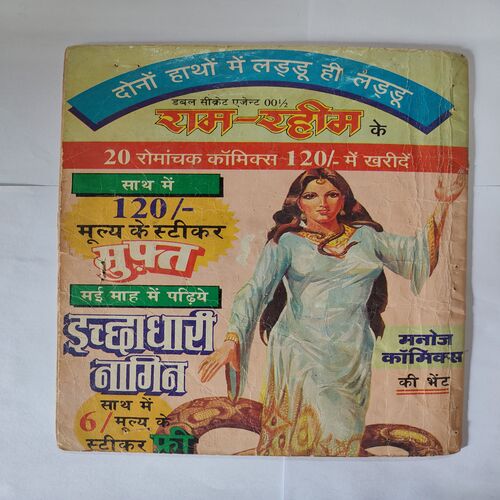 दोनों हाथों में लड्डू ही लड्डू
डबल सीक्रेट एजेन्ट 00½
राम-रहीम के
20 रोमांचक कॉमिक्स 120/- में खरीदें
साथ में
120/-
मूल्य के स्टीकर
मुफ़्त
मई माह में पढ़िये
इच्छाधारी
नागिन
साथ में
6/ मूल्य के
स्टीकर फ्री
मनोज
कॉमिक्स
की भेंट